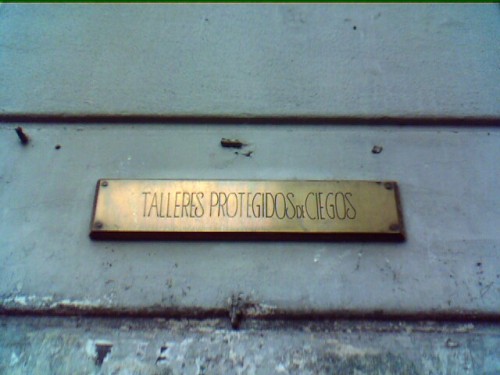 TALLERES PROTEGIDOS DE CIEGOS